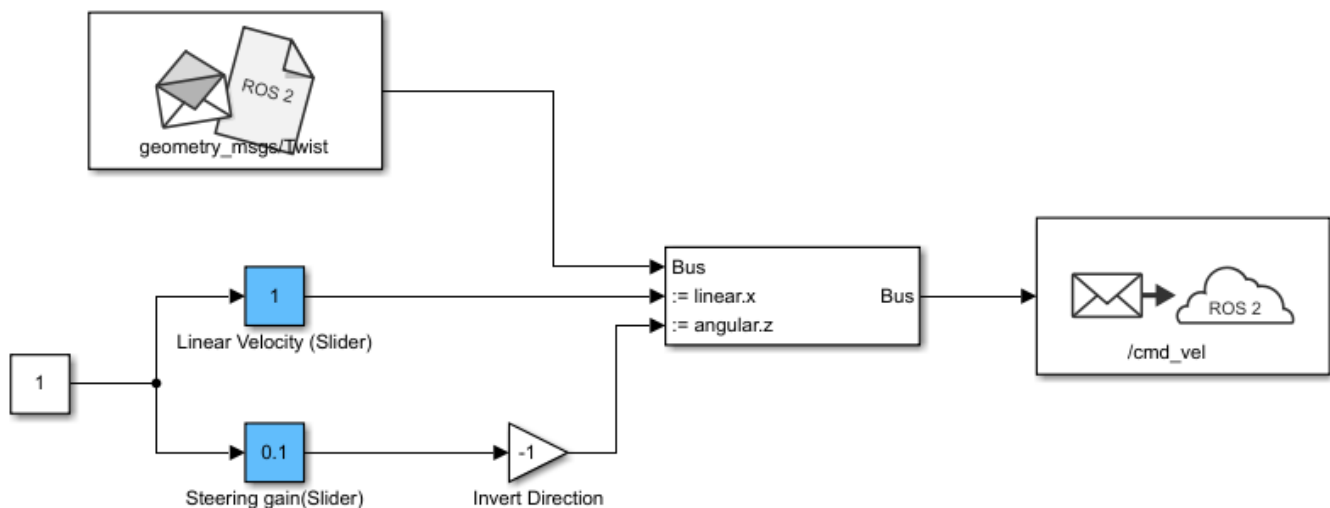 ROS 2
geometry_msgs/Twist
Bus
:= linear.x
:= angular.z
Bus
ROS 2
/cmd_vel
1
Linear Velocity (Slider)
1
0.1
Steering gain(Slider)
-1
Invert Direction